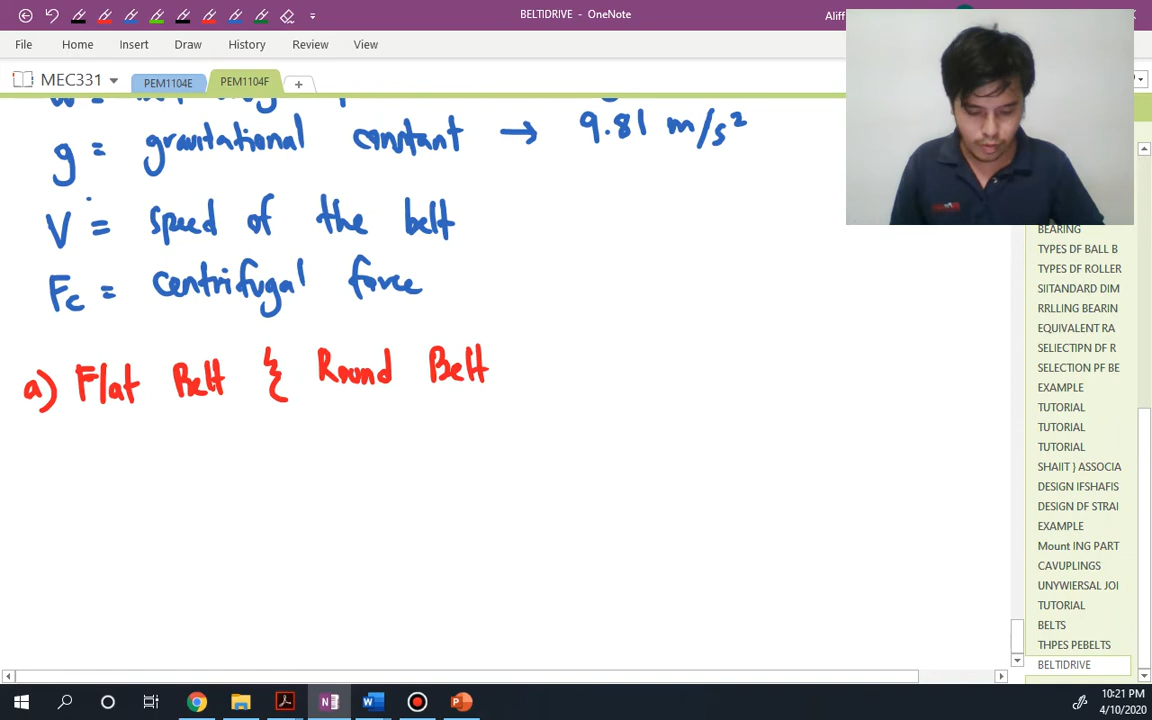 BELTIDRIVE - OneNote
Aliff
File Home Insert Draw History Review View
MEC331 PEM1104E PEM1104F
g = gravitational constant → 9.81 m/s²
V = speed of the belt
Fc = centrifugal force
a) Flat Belt } Round Belt
BEARING
TYPES DF BALL B
TYPES DF ROLLER
SIITANDARD DIM
RRLLING BEARIN
EQUIVALENT RA
SELIECTIPN DF R
SELECTION PF BE
EXAMPLE
TUTORIAL
TUTORIAL
TUTORIAL
SHAIIT } ASSOCIA
DESIGN IFSHAFIS
DESIGN DF STRAI
EXAMPLE
Mount ING PART
CAVUPLINGS
UNYWIERSAL JOI
TUTORIAL
BELTS
THPES PEBELTS
BELTIDRIVE
10:21 PM
4/10/2020